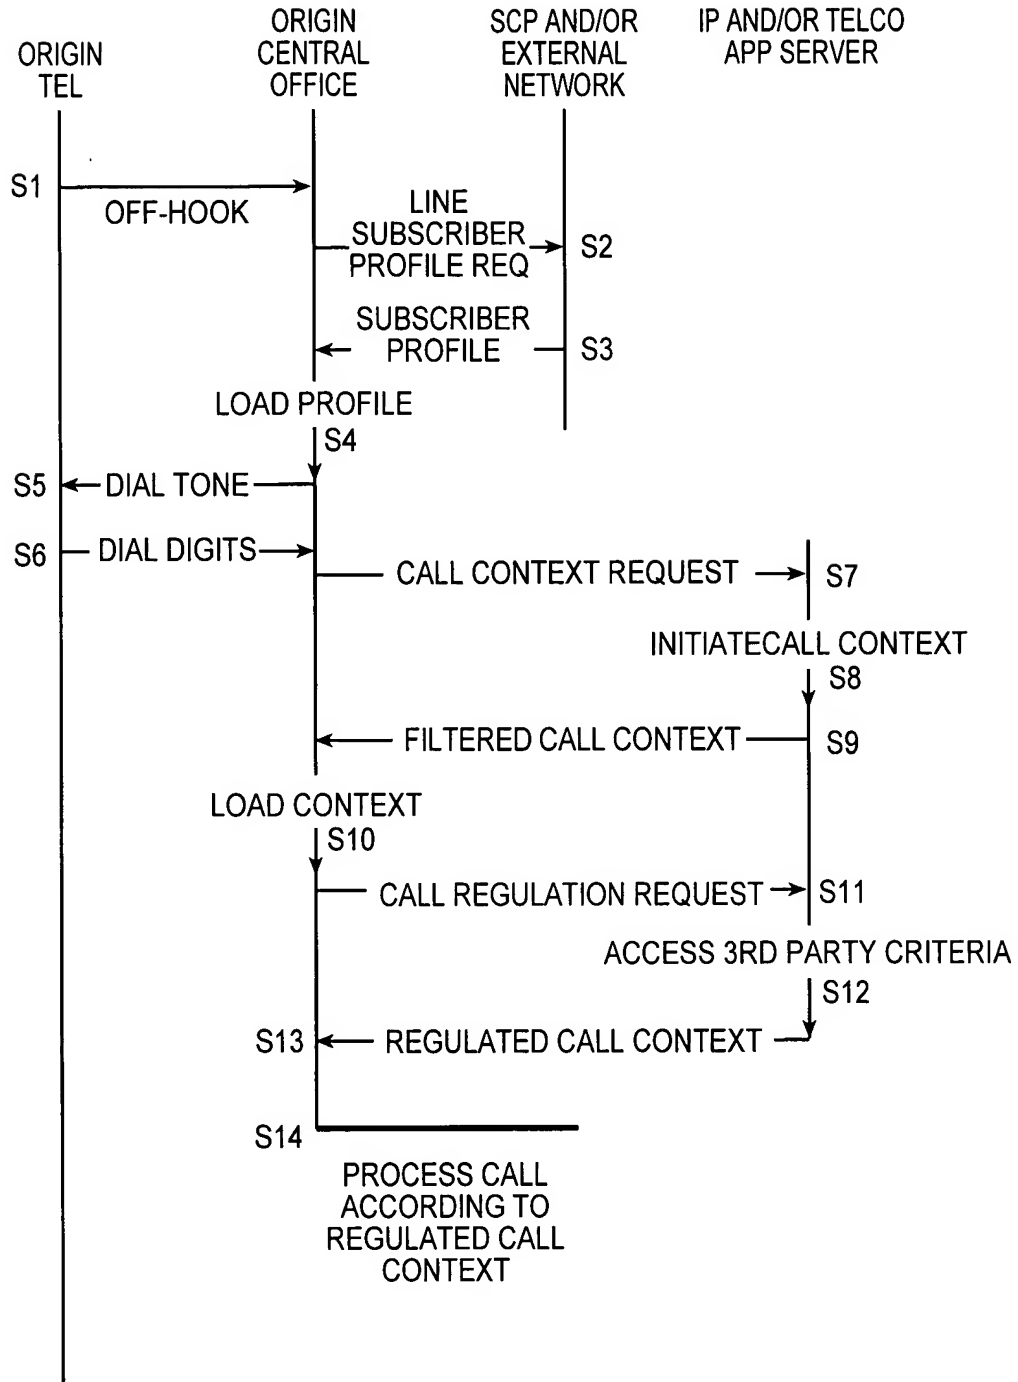 ORIGIN
TEL
ORIGIN
CENTRAL
OFFICE
SCP AND/OR
EXTERNAL
NETWORK
IP AND/OR TELCO
APP SERVER
S1
OFF-HOOK
LINE
SUBSCRIBER
PROFILE REQ
S2
SUBSCRIBER
PROFILE
S3
LOAD PROFILE
S4
S5
DIAL TONE
S6
DIAL DIGITS
CALL CONTEXT REQUEST
S7
INITIATECALL CONTEXT
S8
FILTERED CALL CONTEXT
S9
LOAD CONTEXT
S10
CALL REGULATION REQUEST
S11
ACCESS 3RD PARTY CRITERIA
S12
S13
REGULATED CALL CONTEXT
S14
PROCESS CALL
ACCORDING TO
REGULATED CALL
CONTEXT